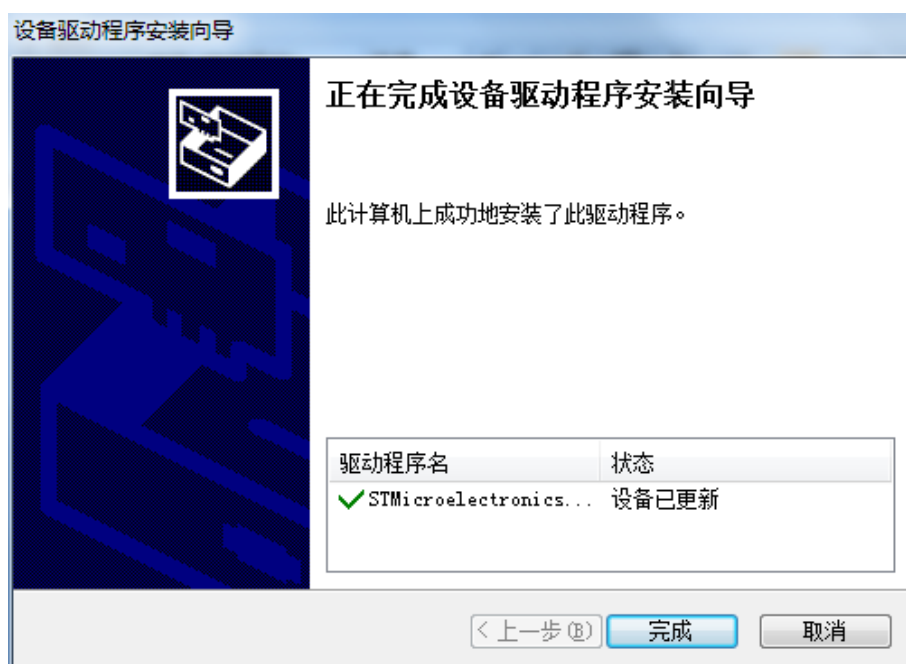 设备驱动程序安装向导
正在完成设备驱动程序安装向导
此计算机上成功地安装了此驱动程序。
驱动程序名 状态
STMicroelectronics... 设备已更新
< 上一步(B) 完成 取消